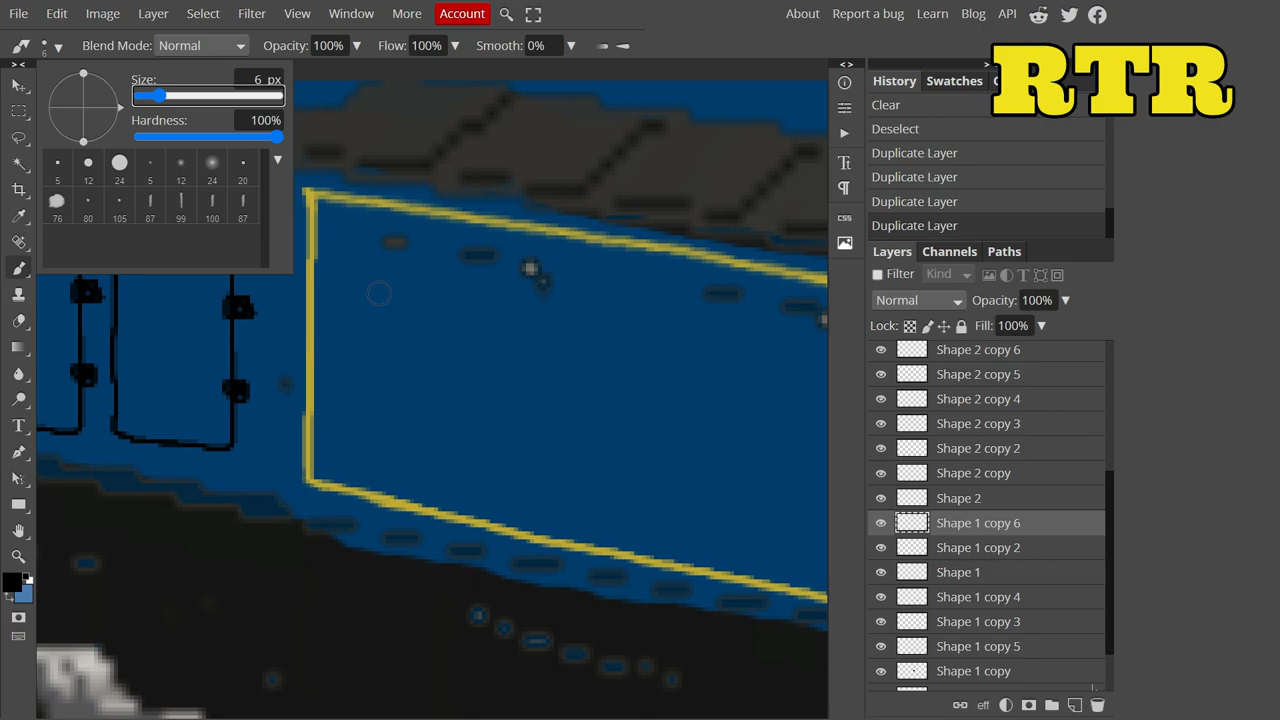 File Edit Image Layer Select Filter View Window More Account About Report a bug Learn Blog API
6 Blend Mode: Normal Opacity: 100% Flow: 100% Smooth: 0%
RTR
> < < > >
Size: 6 px
Hardness: 100%
5 12 24 5 12 24 20
76 80 105 87 99 100 87
History Swatches
Clear
Deselect
Duplicate Layer
Duplicate Layer
Duplicate Layer
Duplicate Layer
CSS
Layers Channels Paths
Filter Kind
Normal Opacity: 100%
Lock: Fill: 100%
Shape 2 copy 6
Shape 2 copy 5
Shape 2 copy 4
Shape 2 copy 3
Shape 2 copy 2
Shape 2 copy
Shape 2
Shape 1 copy 6
Shape 1 copy 2
Shape 1
Shape 1 copy 4
Shape 1 copy 3
Shape 1 copy 5
Shape 1 copy
eff